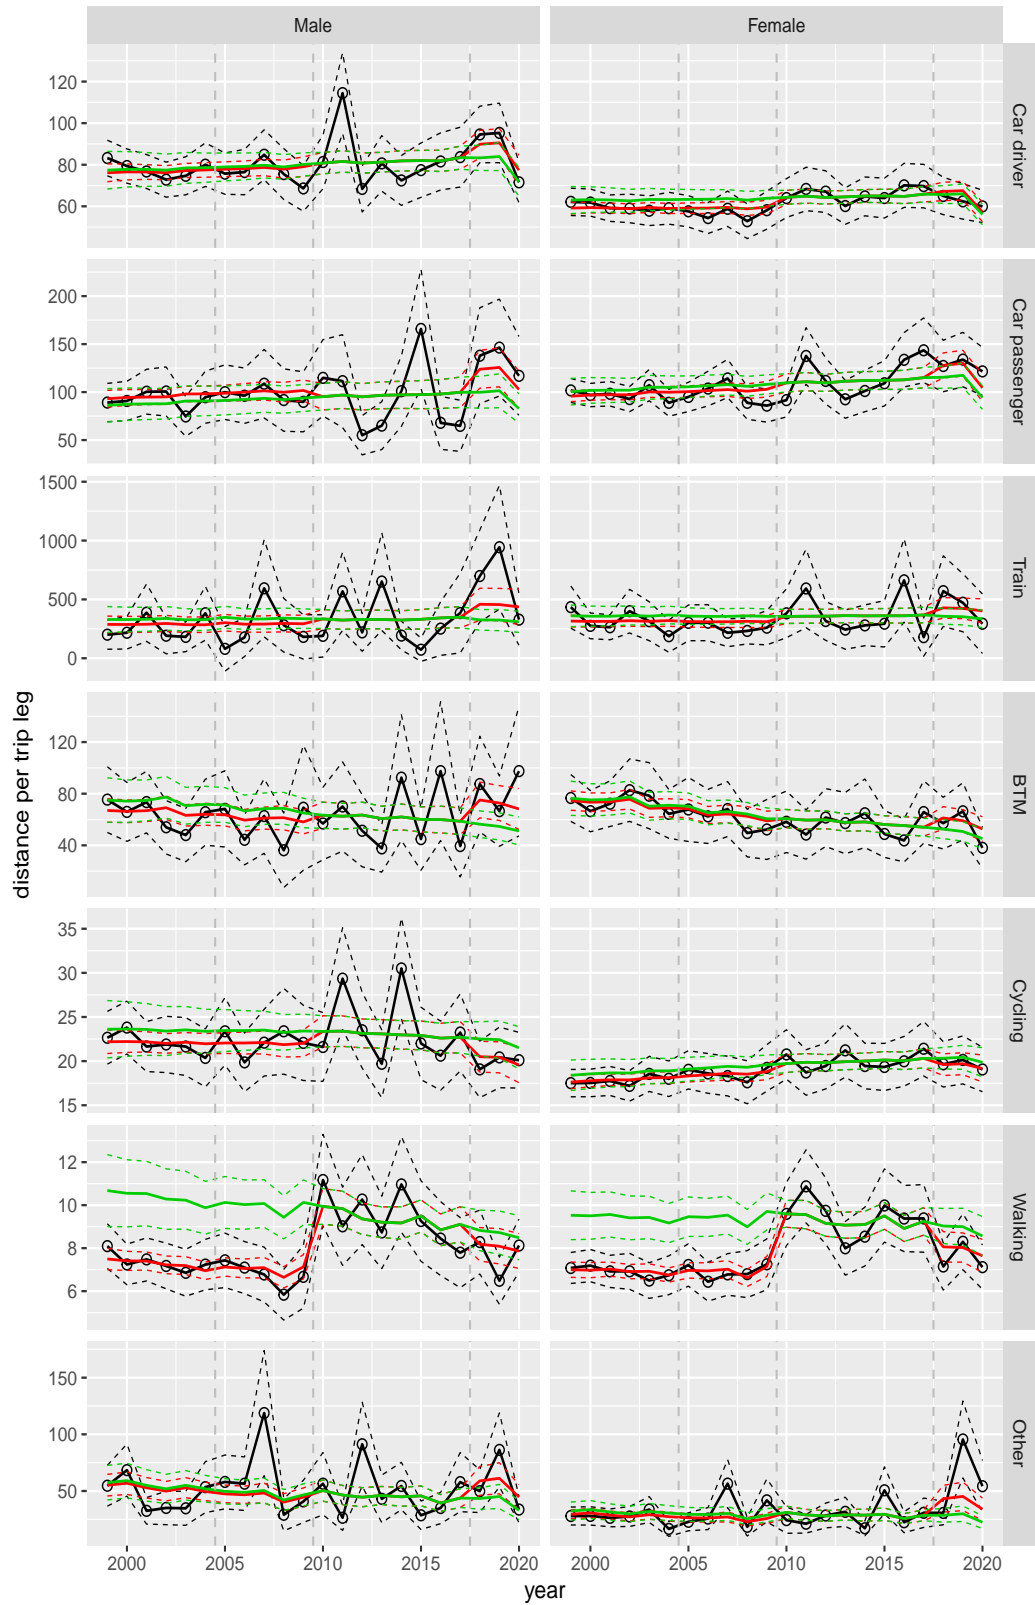 Male Female
120
100
80
60
Car driver
200
150
100
50
Car passenger
1500
1000
500
0
Train
120
80
40
BTM
35
30
25
20
15
Cycling
12
10
8
6
Walking
150
100
50
Other
2000 2005 2010 2015 2020 2000 2005 2010 2015 2020
year
distance per trip leg